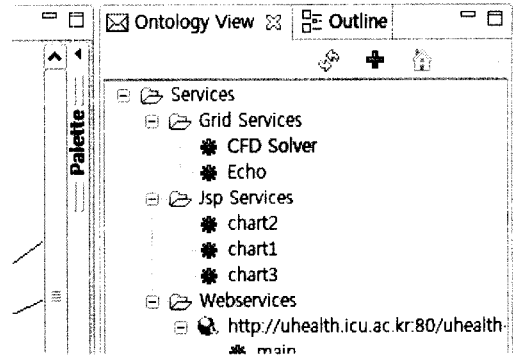 Ontology View
Outline
Palette
Services
Grid Services
CFD Solver
Echo
Jsp Services
chart2
chart1
chart3
Webservices
http://uhealth.icu.ac.kr:80/uhealth-
main